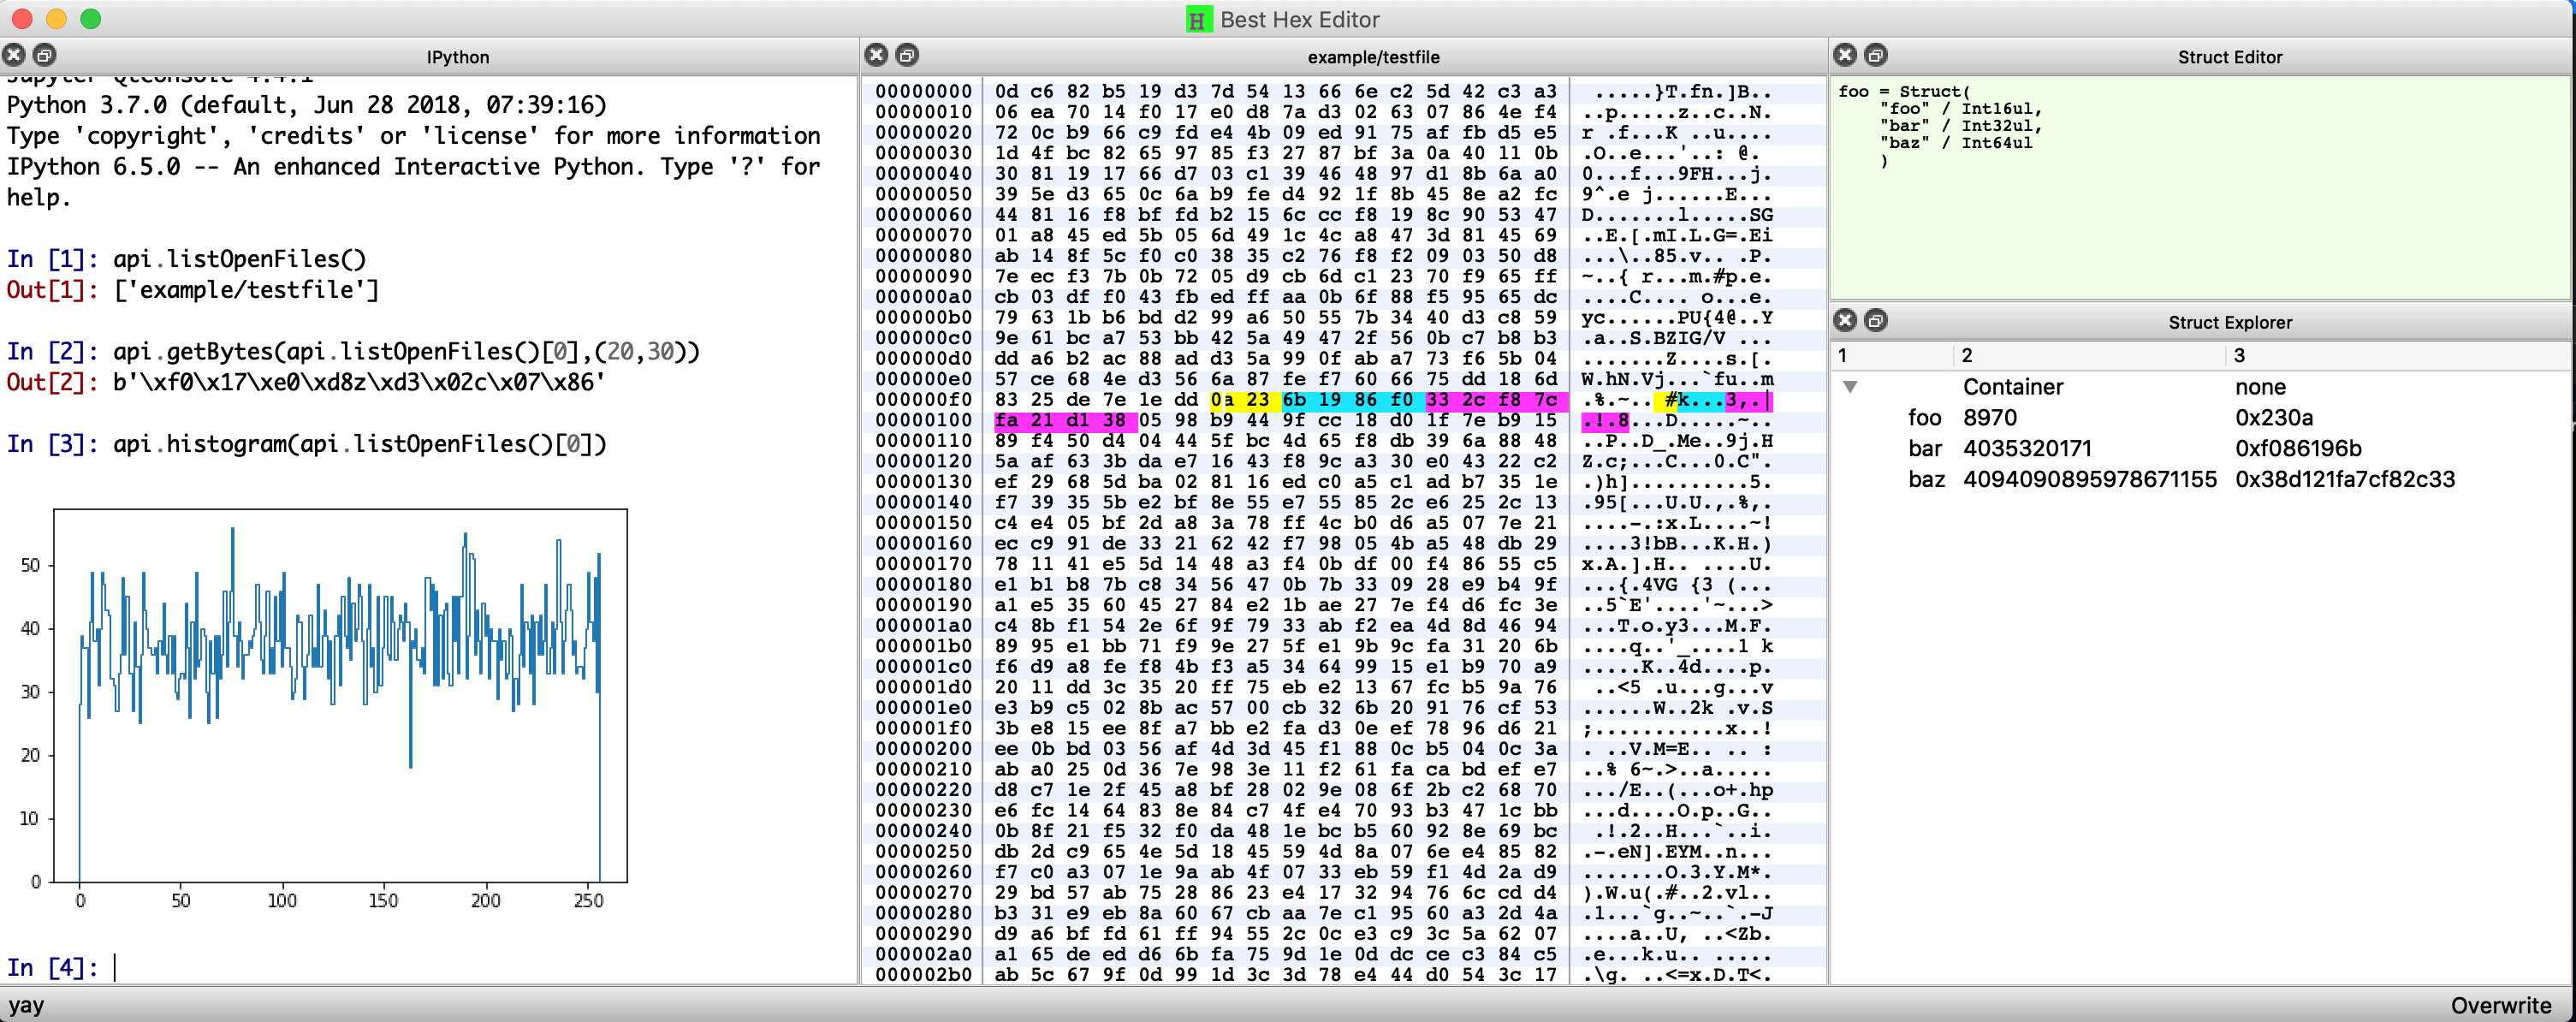 Best Hex Editor
IPython
Jupyter QtConsole 4.4.1
Python 3.7.0 (default, Jun 28 2018, 07:39:16)
Type 'copyright', 'credits' or 'license' for more information
IPython 6.5.0 -- An enhanced Interactive Python. Type '?' for
help.
In [1]: api.listOpenFiles()
Out[1]: ['example/testfile']
In [2]: api.getBytes(api.listOpenFiles()[0],(20,30))
Out[2]: b'\xf0\x17\xe0\xd8z\xd3\x02c\x07\x86'
In [3]: api.histogram(api.listOpenFiles()[0])
50
40
30
20
10
0
0 50 100 150 200 250
In [4]:
example/testfile
00000000 0d c6 82 b5 19 d3 7d 54 13 66 6e c2 5d 42 c3 a3 .....}T.fn.]B..
00000010 06 ea 70 14 f0 17 e0 d8 7a d3 02 63 07 86 4e f4 ..p.....z..c..N.
00000020 72 0c b9 66 c9 fd e4 4b 09 ed 91 75 af fb d5 e5 r .f...K ..u....
00000030 1d 4f bc 82 65 97 85 f3 27 87 bf 3a 0a 40 11 0b .O..e...'..: @.
00000040 30 81 19 17 66 d7 03 c1 39 46 48 97 d1 8b 6a a0 0...f...9FH...j.
00000050 39 5e d3 65 0c 6a b9 fe d4 92 1f 8b 45 8e a2 fc 9^.e j......E...
00000060 44 81 16 f8 bf fd b2 15 6c cc f8 19 8c 90 53 47 D.......l.....SG
00000070 01 a8 45 ed 5b 05 6d 49 1c 4c a8 47 3d 81 45 69 ..E.[.mI.L.G=.Ei
00000080 ab 14 8f 5c f0 c0 38 35 c2 76 f8 f2 09 03 50 d8 ...\..85.v.. .P.
00000090 7e ec f3 7b 0b 72 05 d9 cb 6d c1 23 70 f9 65 ff ~..{ r...m.#p.e.
000000a0 cb 03 df f0 43 fb ed ff aa 0b 6f 88 f5 95 65 dc ....C.... o...e.
000000b0 79 63 1b b6 bd d2 99 a6 50 55 7b 34 40 d3 c8 59 yc......PU{4@..Y
000000c0 9e 61 bc a7 53 bb 42 5a 49 47 2f 56 0b c7 b8 b3 .a..S.BZIG/V ...
000000d0 dd a6 b2 ac 88 ad d3 5a 99 0f ab a7 73 f6 5b 04 .......Z....s.[.
000000e0 57 ce 68 4e d3 56 6a 87 fe f7 60 66 75 dd 18 6d W.hN.Vj...`fu..m
000000f0 83 25 de 7e 1e dd 0a 23 6b 19 86 f0 33 2c f8 7c .%.~.. #k...3,.|
00000100 fa 21 d1 38 05 98 b9 44 9f cc 18 d0 1f 7e b9 15 .!.8...D.....~..
00000110 89 f4 50 d4 04 44 5f bc 4d 65 f8 db 39 6a 88 48 ..P..D_.Me..9j.H
00000120 5a af 63 3b da e7 16 43 f8 9c a3 30 e0 43 22 c2 Z.c;...C...0.C".
00000130 ef 29 68 5d ba 02 81 16 ed c0 a5 c1 ad b7 35 1e .)h]..........5.
00000140 f7 39 35 5b e2 bf 8e 55 e7 55 85 2c e6 25 2c 13 .95[...U.U.,.%,.
00000150 c4 e4 05 bf 2d a8 3a 78 ff 4c b0 d6 a5 07 7e 21 ....-.:x.L....~!
00000160 ec c9 91 de 33 21 62 42 f7 98 05 4b a5 48 db 29 ....3!bB...K.H.)
00000170 78 11 41 e5 5d 14 48 a3 f4 0b df 00 f4 86 55 c5 x.A.].H.. ....U.
00000180 e1 b1 b8 7b c8 34 56 47 0b 7b 33 09 28 e9 b4 9f ...{.4VG {3 (...
00000190 a1 e5 35 60 45 27 84 e2 1b ae 27 7e f4 d6 fc 3e ..5`E'....'~...>
000001a0 c4 8b f1 54 2e 6f 9f 79 33 ab f2 ea 4d 8d 46 94 ...T.o.y3...M.F.
000001b0 89 95 e1 bb 71 f9 9e 27 5f e1 9b 9c fa 31 20 6b ....q..'_....1 k
000001c0 f6 d9 a8 fe f8 4b f3 a5 34 64 99 15 e1 b9 70 a9 .....K..4d....p.
000001d0 20 11 dd 3c 35 20 ff 75 eb e2 13 67 fc b5 9a 76 ..<5 .u...g...v
000001e0 e3 b9 c5 02 8b ac 57 00 cb 32 6b 20 91 76 cf 53 ......W..2k .v.S
000001f0 3b e8 15 ee 8f a7 bb e2 fa d3 0e ef 78 96 d6 21 ;...........x..!
00000200 ee 0b bd 03 56 af 4d 3d 45 f1 88 0c b5 04 0c 3a . ..V.M=E.. .. :
00000210 ab a0 25 0d 36 7e 98 3e 11 f2 61 fa ca bd ef e7 ..% 6~.>..a.....
00000220 d8 c7 1e 2f 45 a8 bf 28 02 9e 08 6f 2b c2 68 70 .../E..(...o+.hp
00000230 e6 fc 14 64 83 8e 84 c7 4f e4 70 93 b3 47 1c bb ...d....O.p..G..
00000240 0b 8f 21 f5 32 f0 da 48 1e bc b5 60 92 8e 69 bc .!.2..H...`..i.
00000250 db 2d c9 65 4e 5d 18 45 59 4d 8a 07 6e e4 85 82 .-.eN].EYM..n...
00000260 f7 c0 a3 07 1e 9a ab 4f 07 33 eb 59 f1 4d 2a d9 .......O.3.Y.M*.
00000270 29 bd 57 ab 75 28 86 23 e4 17 32 94 76 6c cd d4 ).W.u(.#..2.vl..
00000280 b3 31 e9 eb 8a 60 67 cb aa 7e c1 95 60 a3 2d 4a .1...`g..~..`.-J
00000290 d9 a6 bf fd 61 ff 94 55 2c 0c e3 c9 3c 5a 62 07 ....a..U, ..<Zb.
000002a0 a1 65 de ed d6 6b fa 75 9d 1e 0d dc ce c3 84 c5 .e...k.u.. .....
000002b0 ab 5c 67 9f 0d 99 1d 3c 3d 78 e4 44 d0 54 3c 17 .\g. ..<=x.D.T<.
Struct Editor
foo = Struct(
"foo" / Int16ul,
"bar" / Int32ul,
"baz" / Int64ul
)
Struct Explorer
1 2 3
Container none
foo 8970 0x230a
bar 4035320171 0xf086196b
baz 4094090895978671155 0x38d121fa7cf82c33
yay
Overwrite